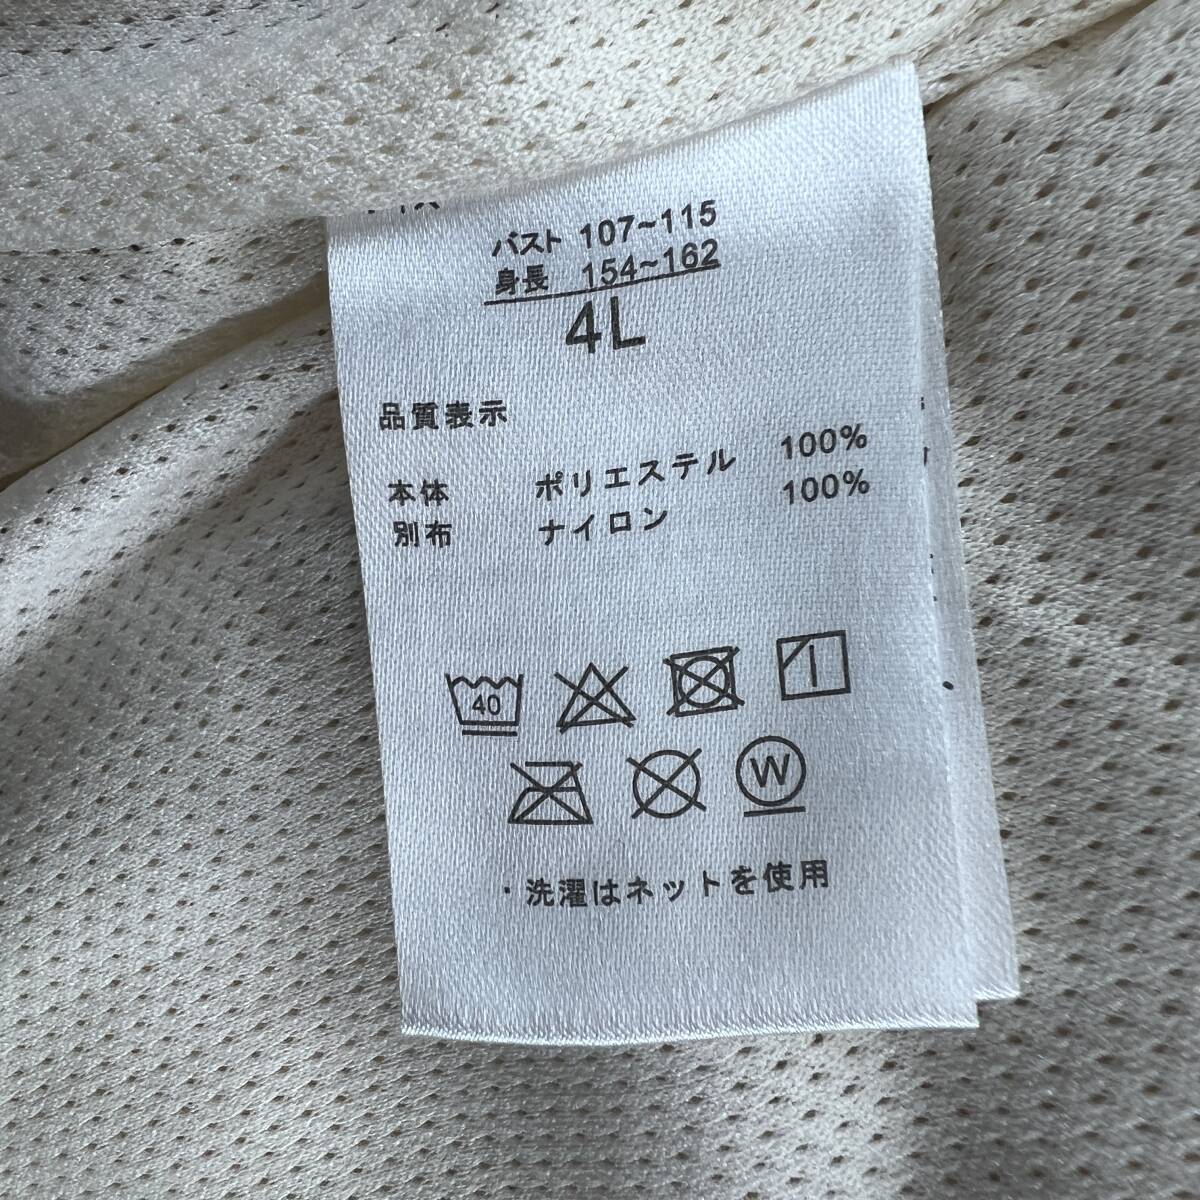 バスト 107~115
身長 154~162
4L
品質表示
本体 ポリエステル 100%
別布 ナイロン 100%
40
W
・洗濯はネットを使用